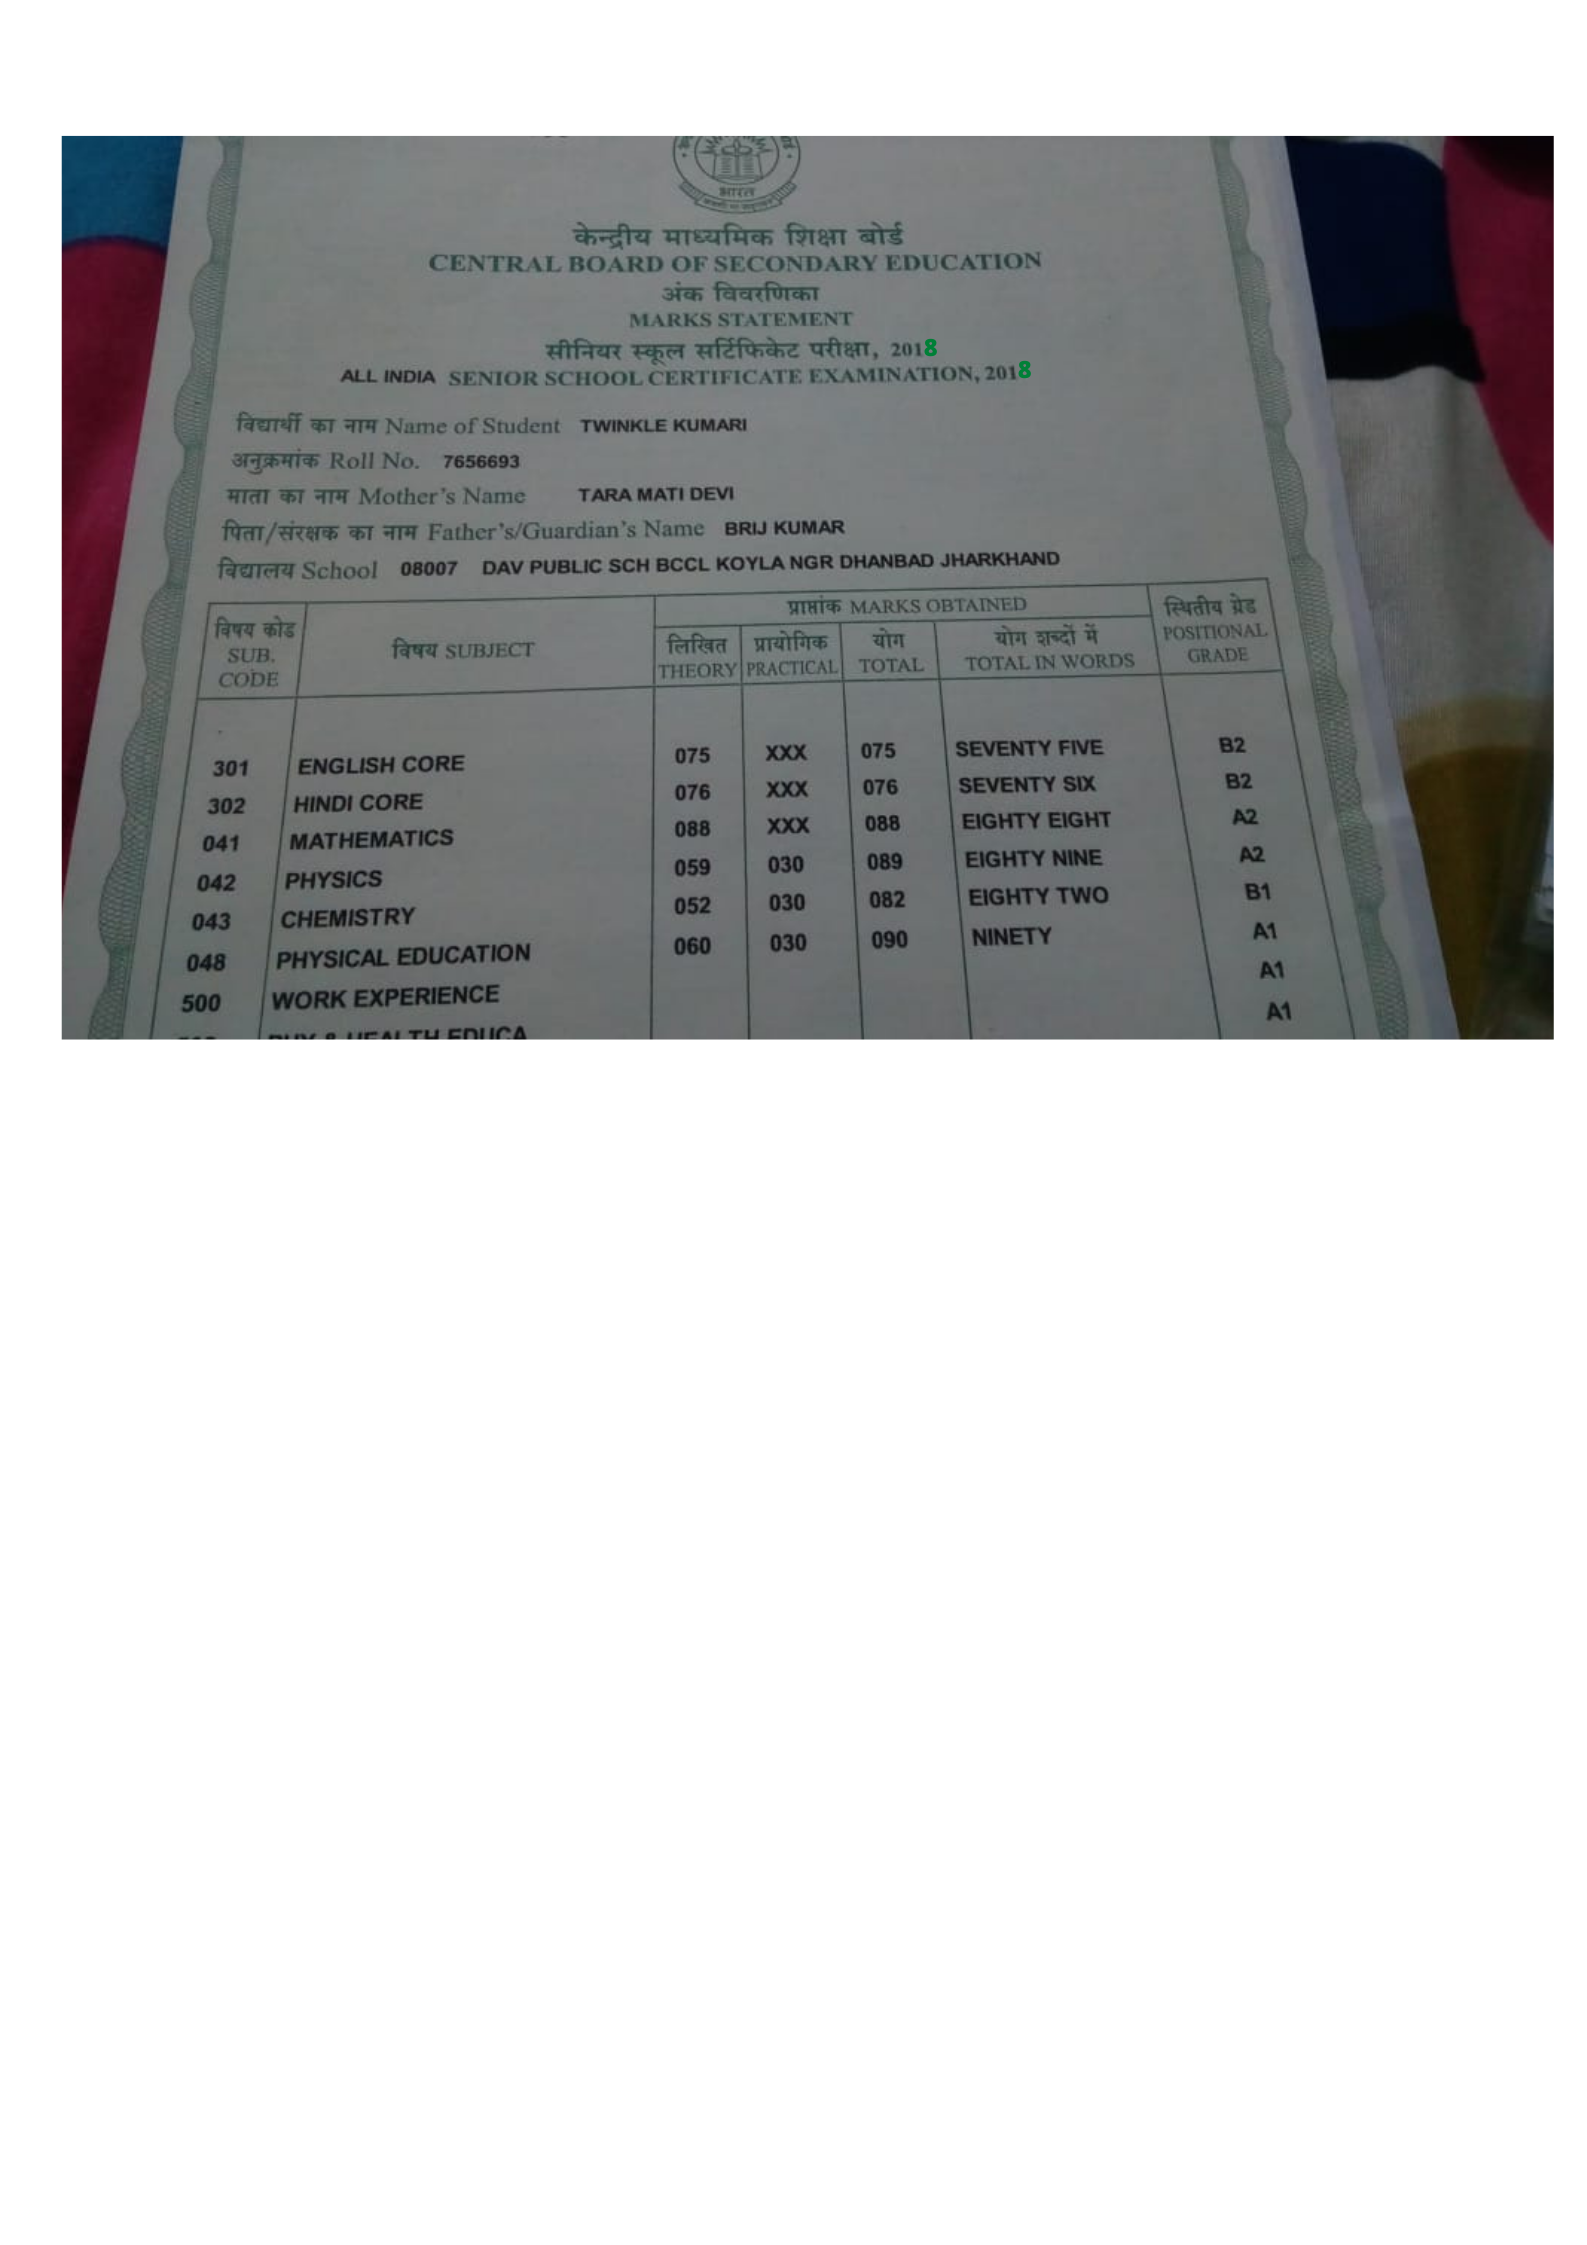 भारत
केन्द्रीय माध्यमिक शिक्षा बोर्ड
CENTRAL BOARD OF SECONDARY EDUCATION
अंक विवरणिका
MARKS STATEMENT
सीनियर स्कूल सर्टिफिकेट परीक्षा, 2018
ALL INDIA SENIOR SCHOOL CERTIFICATE EXAMINATION, 2018
विद्यार्थी का नाम Name of Student TWINKLE KUMARI
अनुक्रमांक Roll No. 7656693
माता का नाम Mother's Name TARA MATI DEVI
पिता/संरक्षक का नाम Father's/Guardian's Name BRIJ KUMAR
विद्यालय School 08007 DAV PUBLIC SCH BCCL KOYLA NGR DHANBAD JHARKHAND
विषय कोड SUB. CODE
विषय SUBJECT
प्राप्तांक MARKS OBTAINED
लिखित THEORY
प्रायोगिक PRACTICAL
योग TOTAL
योग शब्दों में TOTAL IN WORDS
स्थितीय ग्रेड POSITIONAL GRADE
301 ENGLISH CORE 075 XXX 075 SEVENTY FIVE B2
302 HINDI CORE 076 XXX 076 SEVENTY SIX B2
041 MATHEMATICS 088 XXX 088 EIGHTY EIGHT A2
042 PHYSICS 059 030 089 EIGHTY NINE A2
043 CHEMISTRY 052 030 082 EIGHTY TWO B1
048 PHYSICAL EDUCATION 060 030 090 NINETY A1
500 WORK EXPERIENCE A1
PHY & HEALTH EDUCA A1